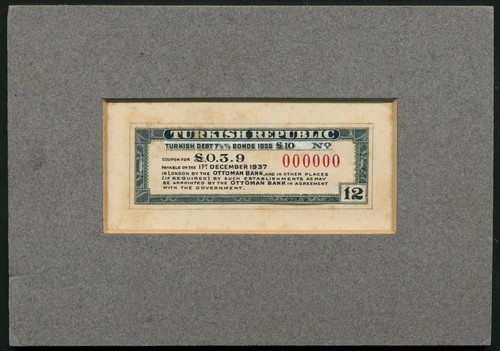 TURKISH REPUBLIC
TURKISH DEBT 7½% BONDS 1935 £10 Nº
COUPON FOR £0.3.9
000000
PAYABLE ON THE 1ST DECEMBER 1937
IN LONDON BY THE OTTOMAN BANK, AND IN OTHER PLACES
(IF REQUIRED) BY SUCH ESTABLISHMENTS AS MAY
BE APPOINTED BY THE OTTOMAN BANK IN AGREEMENT
WITH THE GOVERNMENT.
12